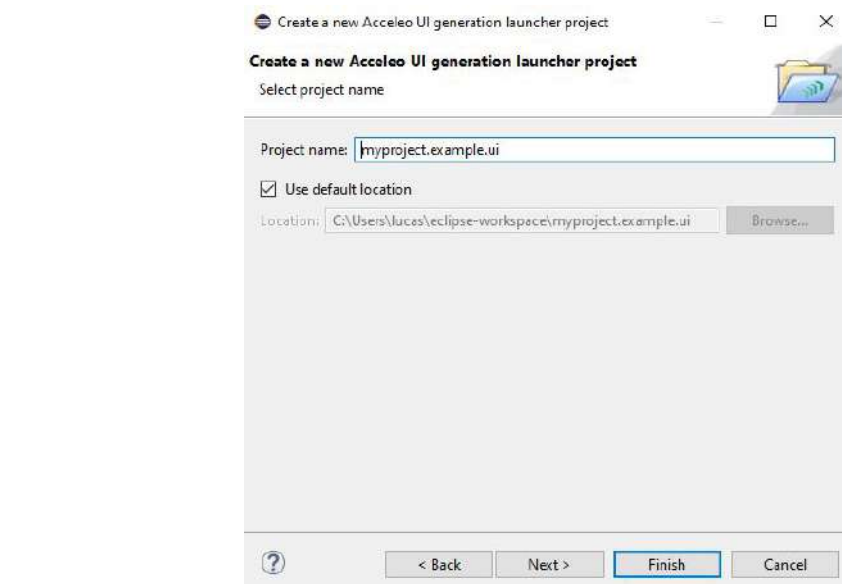 Create a new Acceleo UI generation launcher project
Create a new Acceleo UI generation launcher project
Select project name
Project name: myproject.example.ui
Use default location
Location: C:\Users\lucas\eclipse-workspace\myproject.example.ui Browse...
< Back Next > Finish Cancel